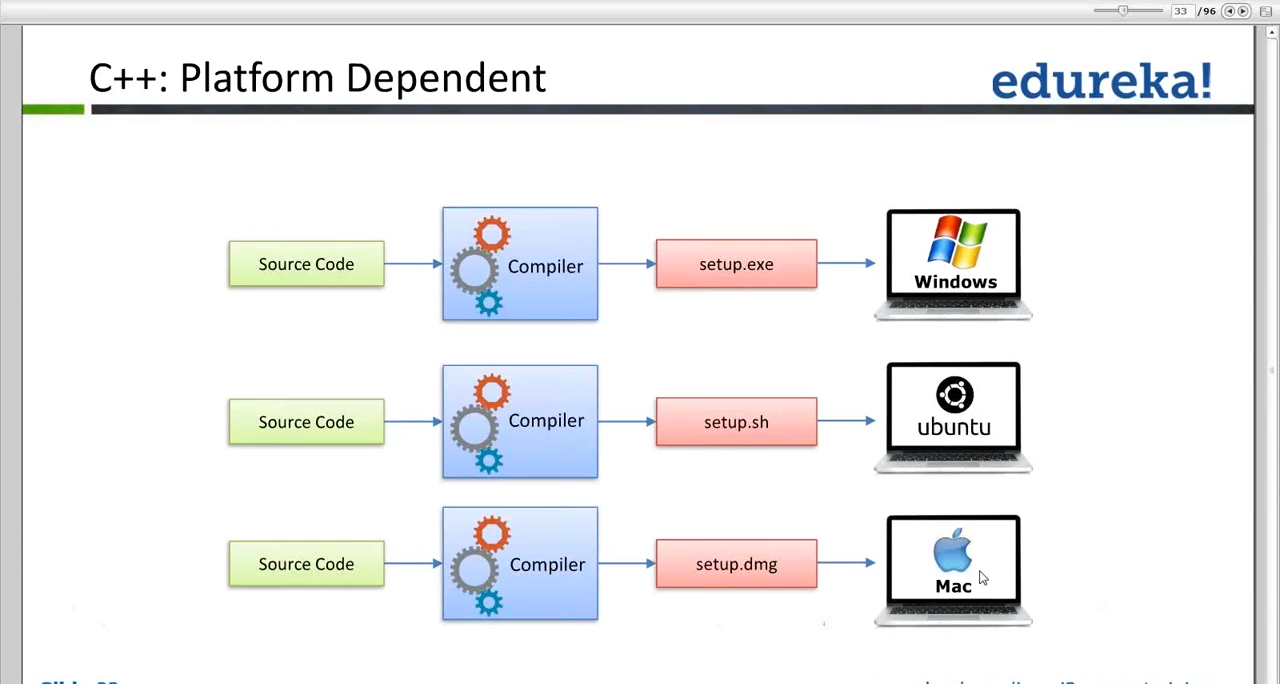 33 /96
C++: Platform Dependent
edureka!
Source Code
Compiler
setup.exe
Windows
Source Code
Compiler
setup.sh
ubuntu
Source Code
Compiler
setup.dmg
Mac